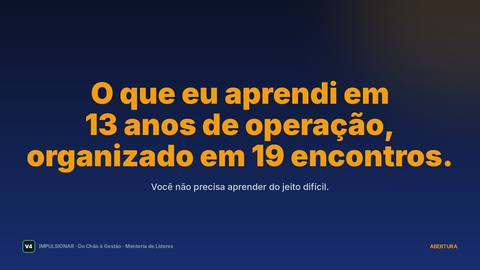 O que eu aprendi em
13 anos de operação,
organizado em 19 encontros.
Você não precisa aprender do jeito difícil.
V4 IMPULSIONAR · Do Chão à Gestão · Mentoria de Líderes
ABERTURA